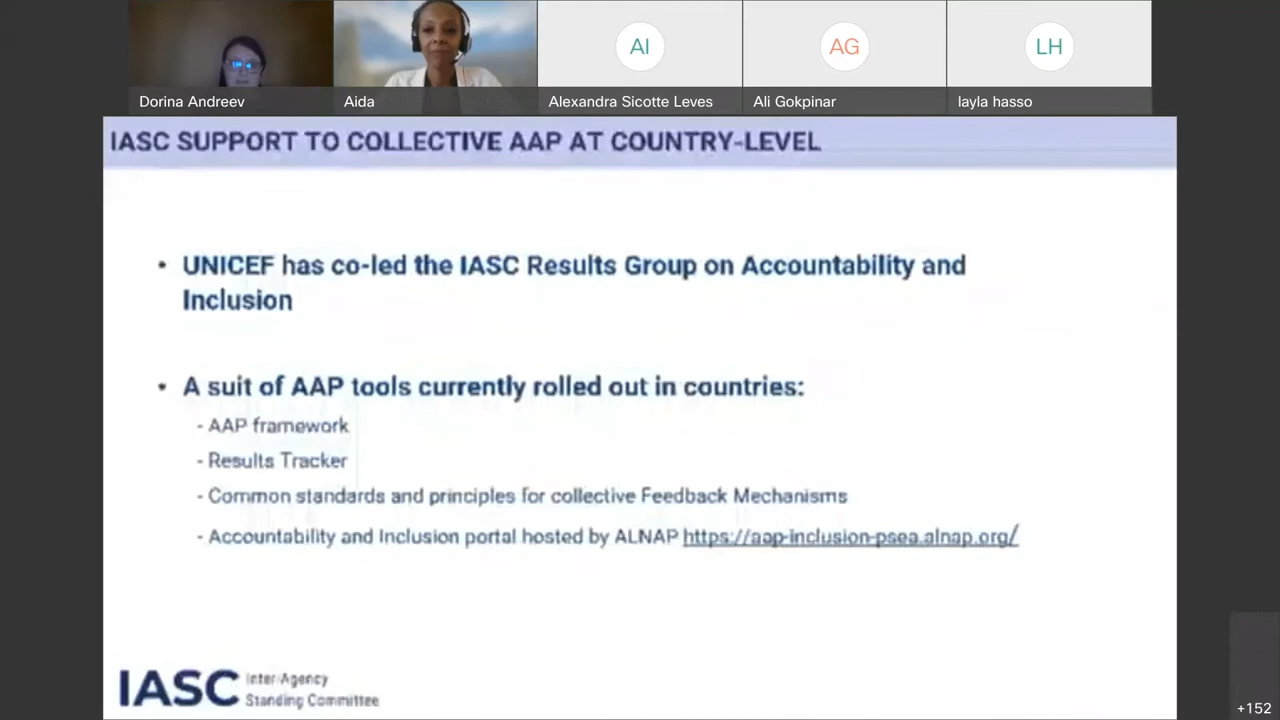 AI
AG
LH
Dorina Andreev
Aida
Alexandra Sicotte Leves
Ali Gokpinar
layla hasso
IASC SUPPORT TO COLLECTIVE AAP AT COUNTRY-LEVEL
• UNICEF has co-led the IASC Results Group on Accountability and
Inclusion
• A suit of AAP tools currently rolled out in countries:
- AAP framework
- Results Tracker
- Common standards and principles for collective Feedback Mechanisms
- Accountability and Inclusion portal hosted by ALNAP https://aap-inclusion-psea.alnap.org/
IASC
Inter-Agency
Standing Committee
+152